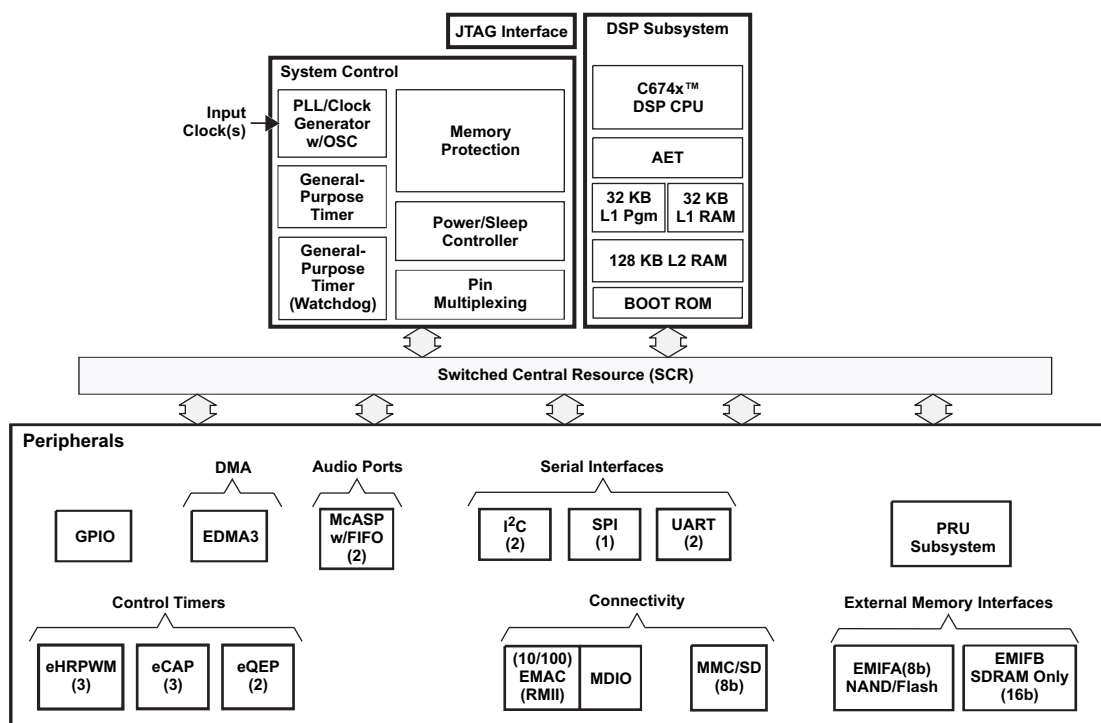 JTAG Interface
DSP Subsystem
System Control
Input
Clock(s)
PLL/Clock
Generator
w/OSC
General-
Purpose
Timer
General-
Purpose
Timer
(Watchdog)
Memory
Protection
Power/Sleep
Controller
Pin
Multiplexing
C674x™
DSP CPU
AET
32 KB
L1 Pgm
32 KB
L1 RAM
128 KB L2 RAM
BOOT ROM
Switched Central Resource (SCR)
Peripherals
DMA
Audio Ports
Serial Interfaces
GPIO
EDMA3
McASP
w/FIFO
(2)
I²C
(2)
SPI
(1)
UART
(2)
PRU
Subsystem
Control Timers
Connectivity
External Memory Interfaces
eHRPWM
(3)
eCAP
(3)
eQEP
(2)
(10/100)
EMAC
(RMII)
MDIO
MMC/SD
(8b)
EMIFA(8b)
NAND/Flash
EMIFB
SDRAM Only
(16b)